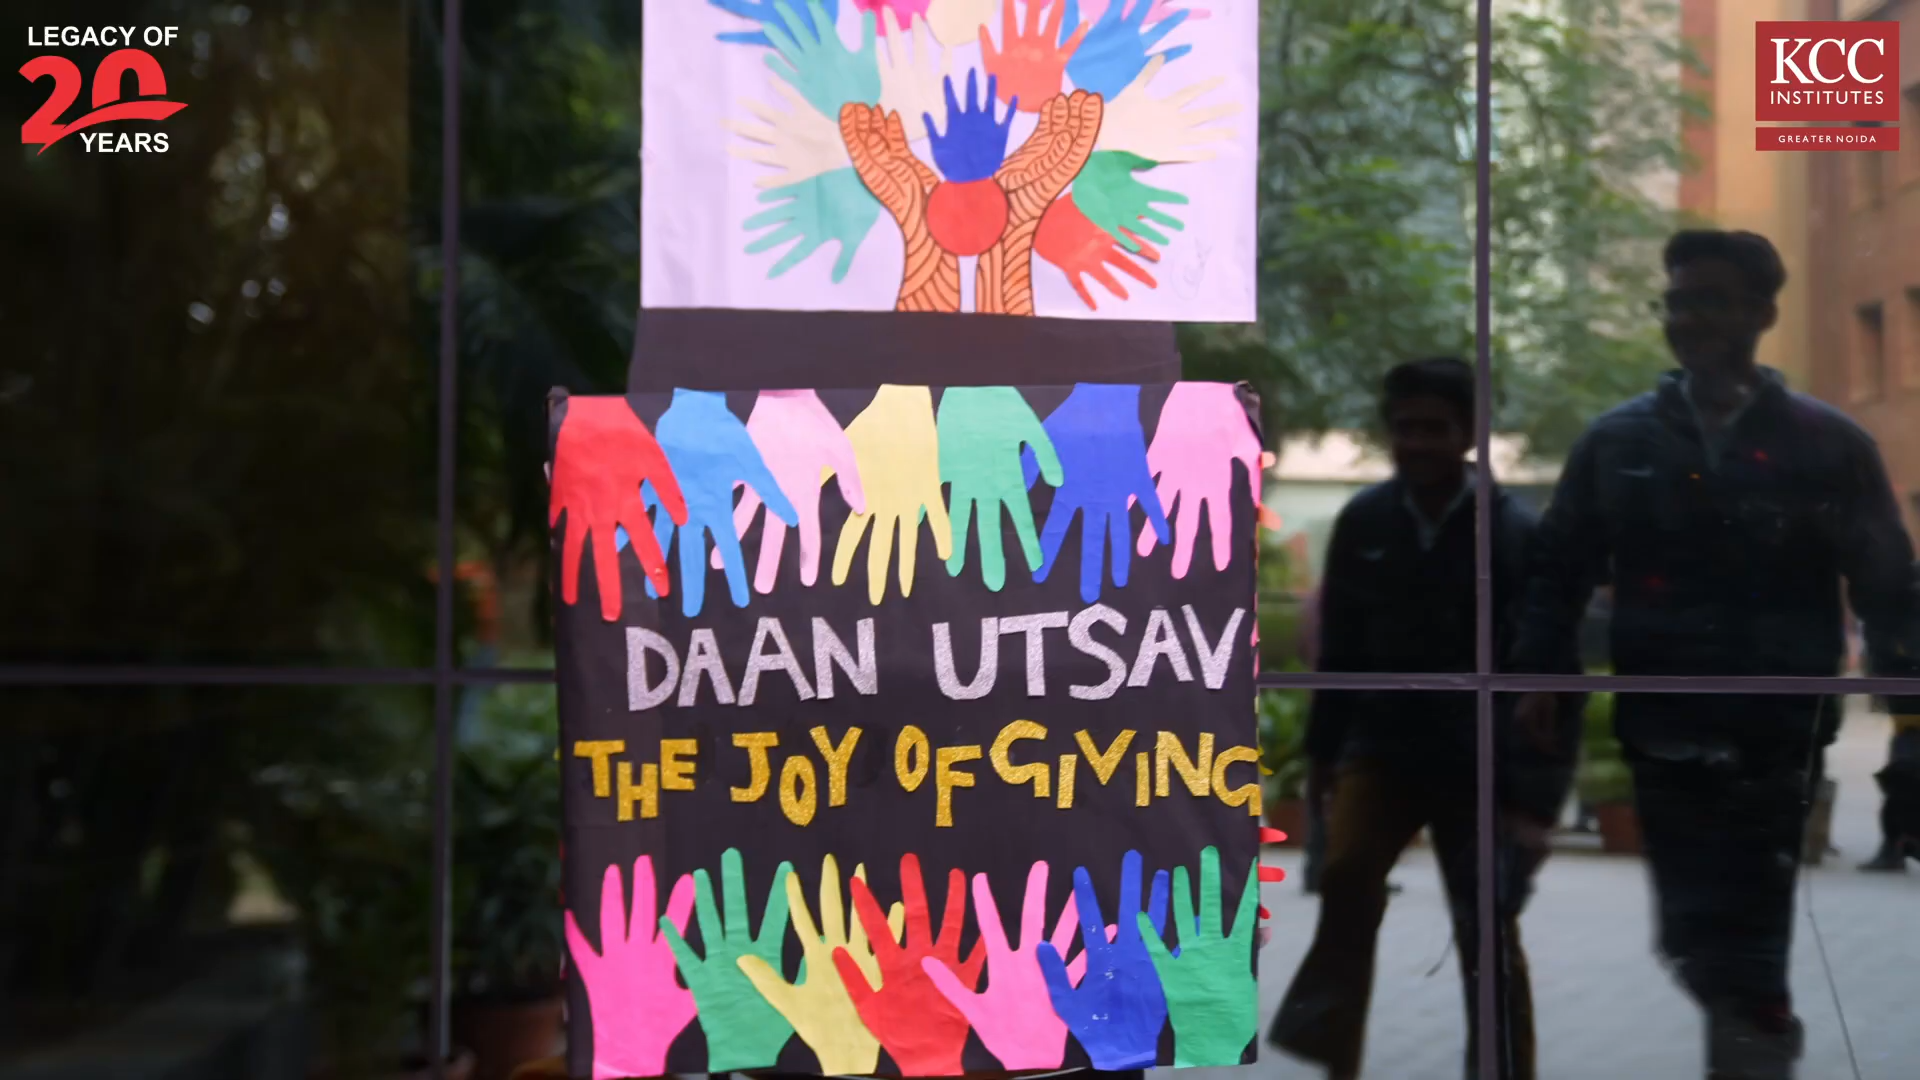 LEGACY OF
20
YEARS
KCC
INSTITUTES
GREATER NOIDA
DAAN UTSAV
THE JOY OF GIVING